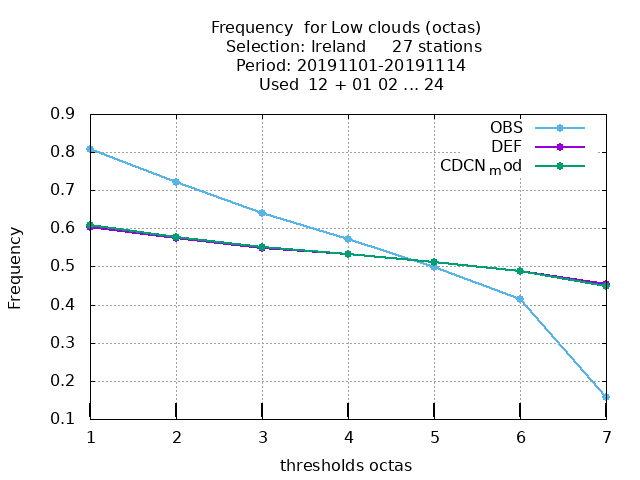 Frequency  for Low clouds (octas)
Selection: Ireland     27 stations
Period: 20191101-20191114
Used  12 + 01 02 ... 24
0.9
0.8
0.7
0.6
0.5
0.4
0.3
0.2
0.1
Frequency
OBS
DEF
CDCNmod
1 2 3 4 5 6 7
thresholds octas